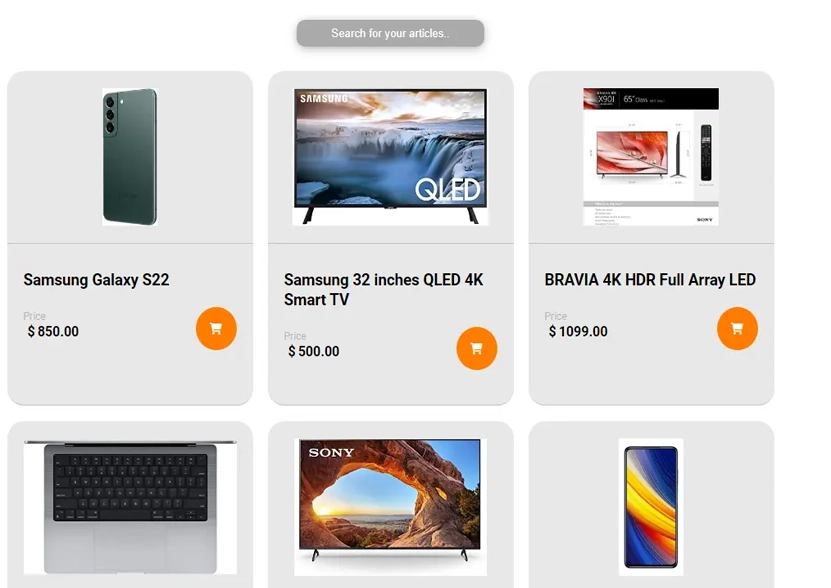 Search for your articles..
SAMSUNG
QLED
X90J 65" Class
SONY
Samsung Galaxy S22
Samsung 32 inches QLED 4K
Smart TV
BRAVIA 4K HDR Full Array LED
Price
$ 850.00
Price
$ 500.00
Price
$ 1099.00
SONY